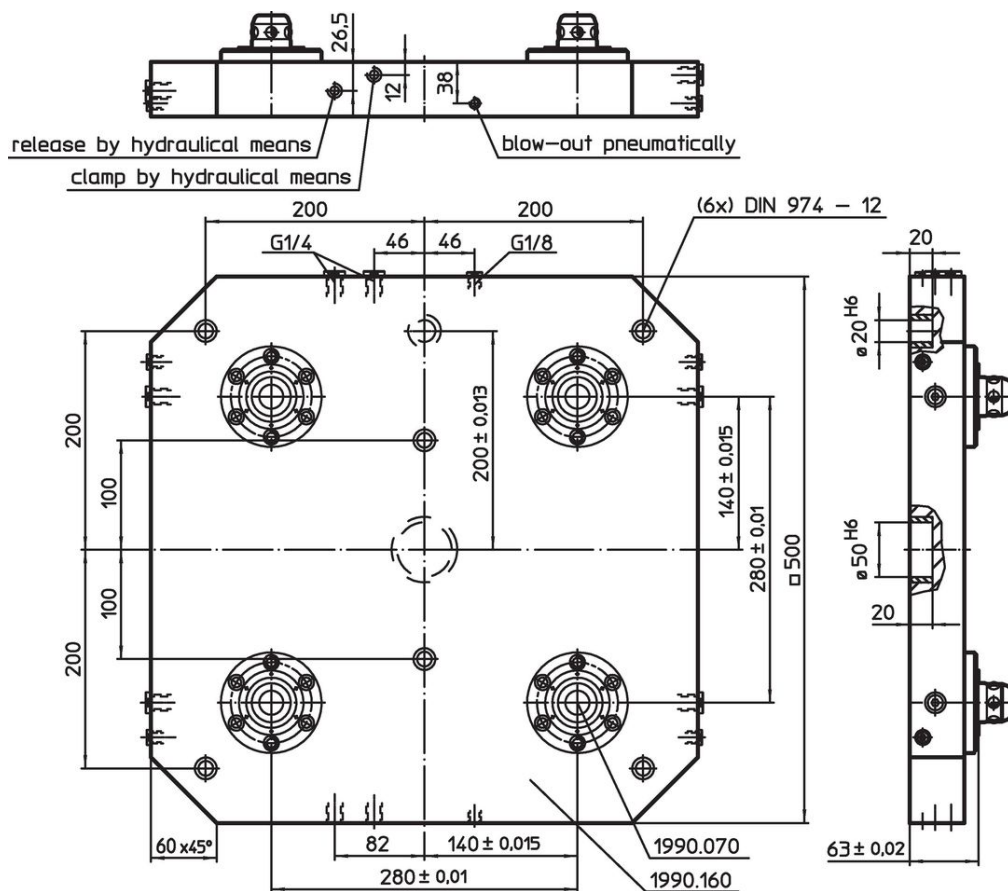 26,5
12
38
release by hydraulical means
blow-out pneumatically
clamp by hydraulical means
200
200
(6x) DIN 974 – 12
G1/4
46
46
G1/8
20
ø20 H6
200
200 ± 0,013
100
140 ± 0,015
280 ± 0,01
□ 500
ø50 H6
100
200
20
60 x45°
82
140 ± 0,015
1990.070
63 ± 0,02
280 ± 0,01
1990.160